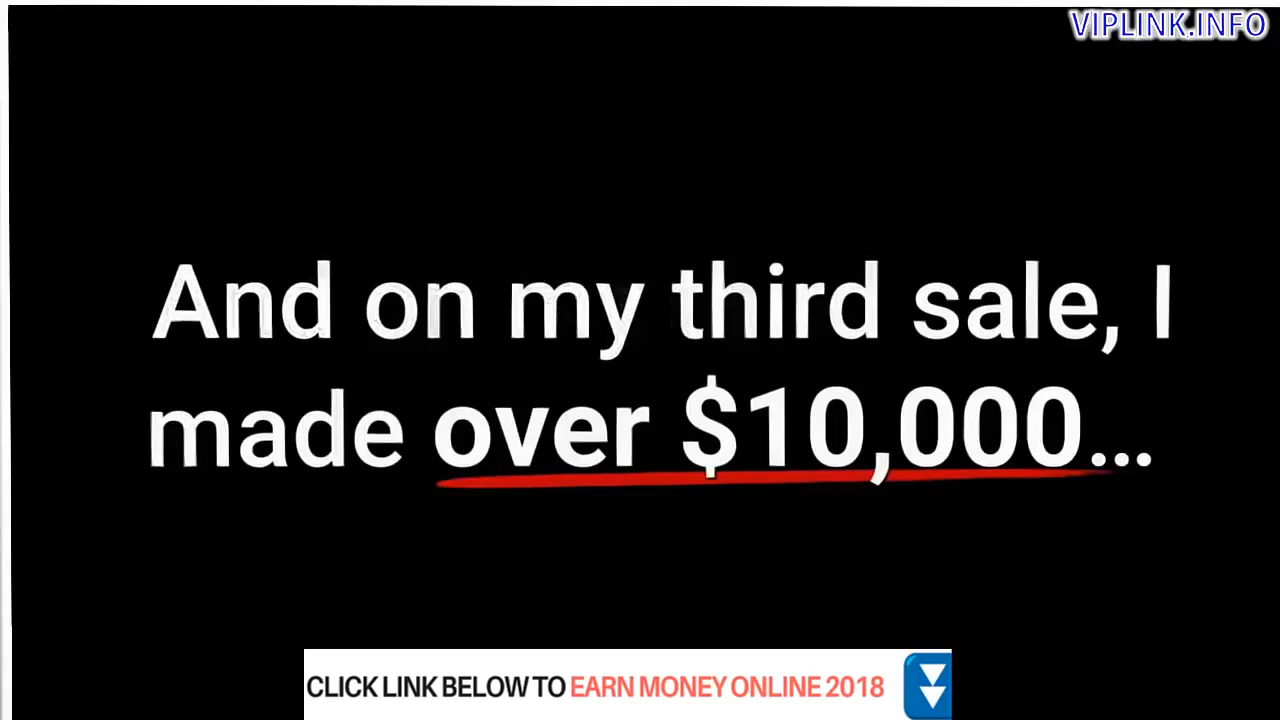 VIPLINK.INFO
And on my third sale, I
made over $10,000...
CLICK LINK BELOW TO EARN MONEY ONLINE 2018